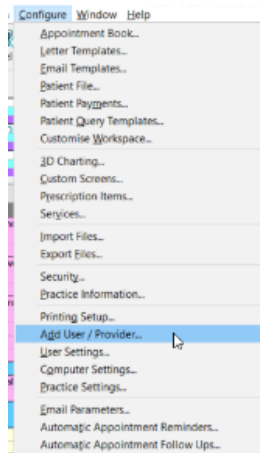 Configure Window Help
Appointment Book...
Letter Templates...
Email Templates...
Patient File...
Patient Payments...
Patient Query Templates...
Customise Workspace...
3D Charting...
Custom Screens...
Prescription Items...
Services...
Import Files...
Export Files...
Security...
Practice Information...
Printing Setup...
Add User / Provider...
User Settings...
Computer Settings...
Practice Settings...
Email Parameters...
Automatic Appointment Reminders...
Automatic Appointment Follow Ups...